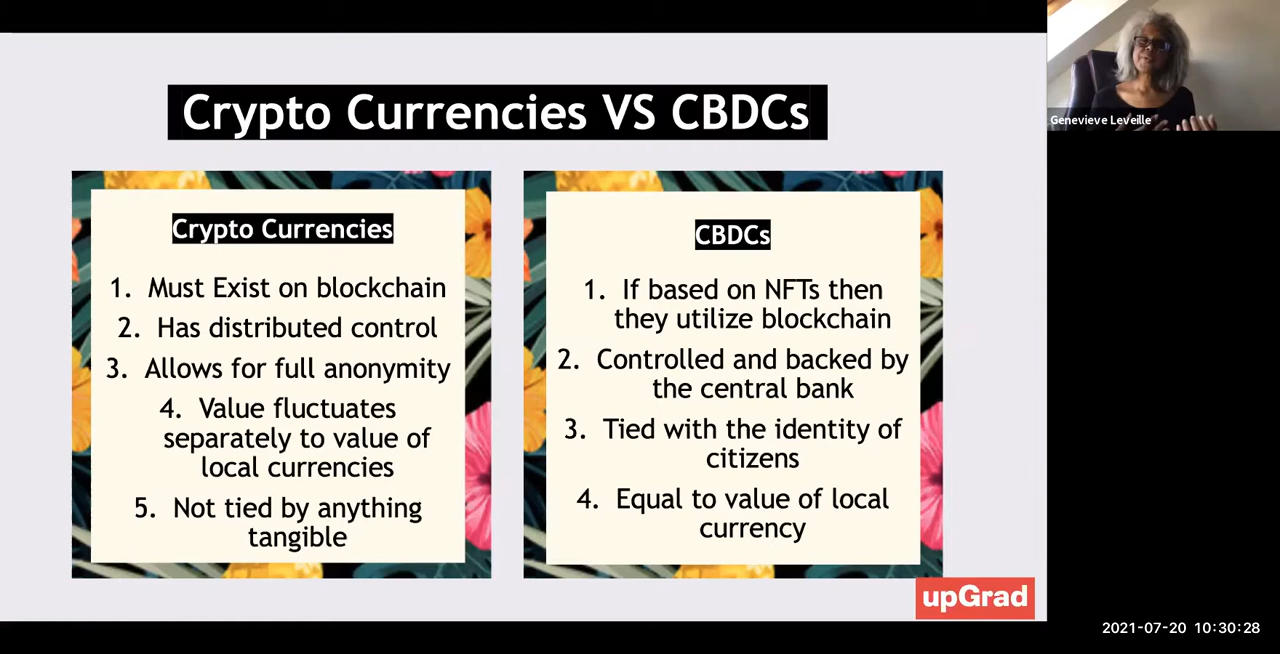 Crypto Currencies VS CBDCs
Crypto Currencies
1. Must Exist on blockchain
2. Has distributed control
3. Allows for full anonymity
4. Value fluctuates
separately to value of
local currencies
5. Not tied by anything
tangible
CBDCs
1. If based on NFTs then
they utilize blockchain
2. Controlled and backed by
the central bank
3. Tied with the identity of
citizens
4. Equal to value of local
currency
upGrad
Genevieve Leveille
2021-07-20 10:30:28